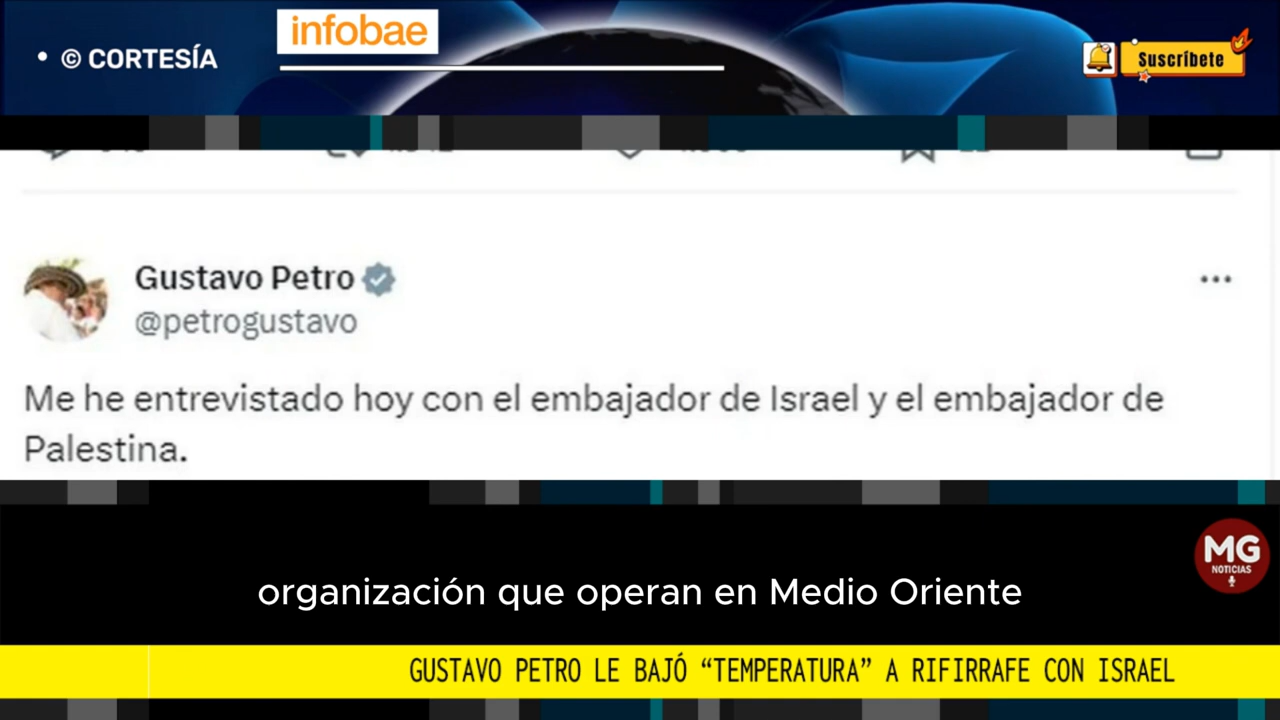 infobae
• © CORTESÍA
Suscríbete
Gustavo Petro
@petrogustavo
Me he entrevistado hoy con el embajador de Israel y el embajador de
Palestina.
MG
NOTICIAS
organización que operan en Medio Oriente
GUSTAVO PETRO LE BAJÓ “TEMPERATURA” A RIFIRRAFE CON ISRAEL